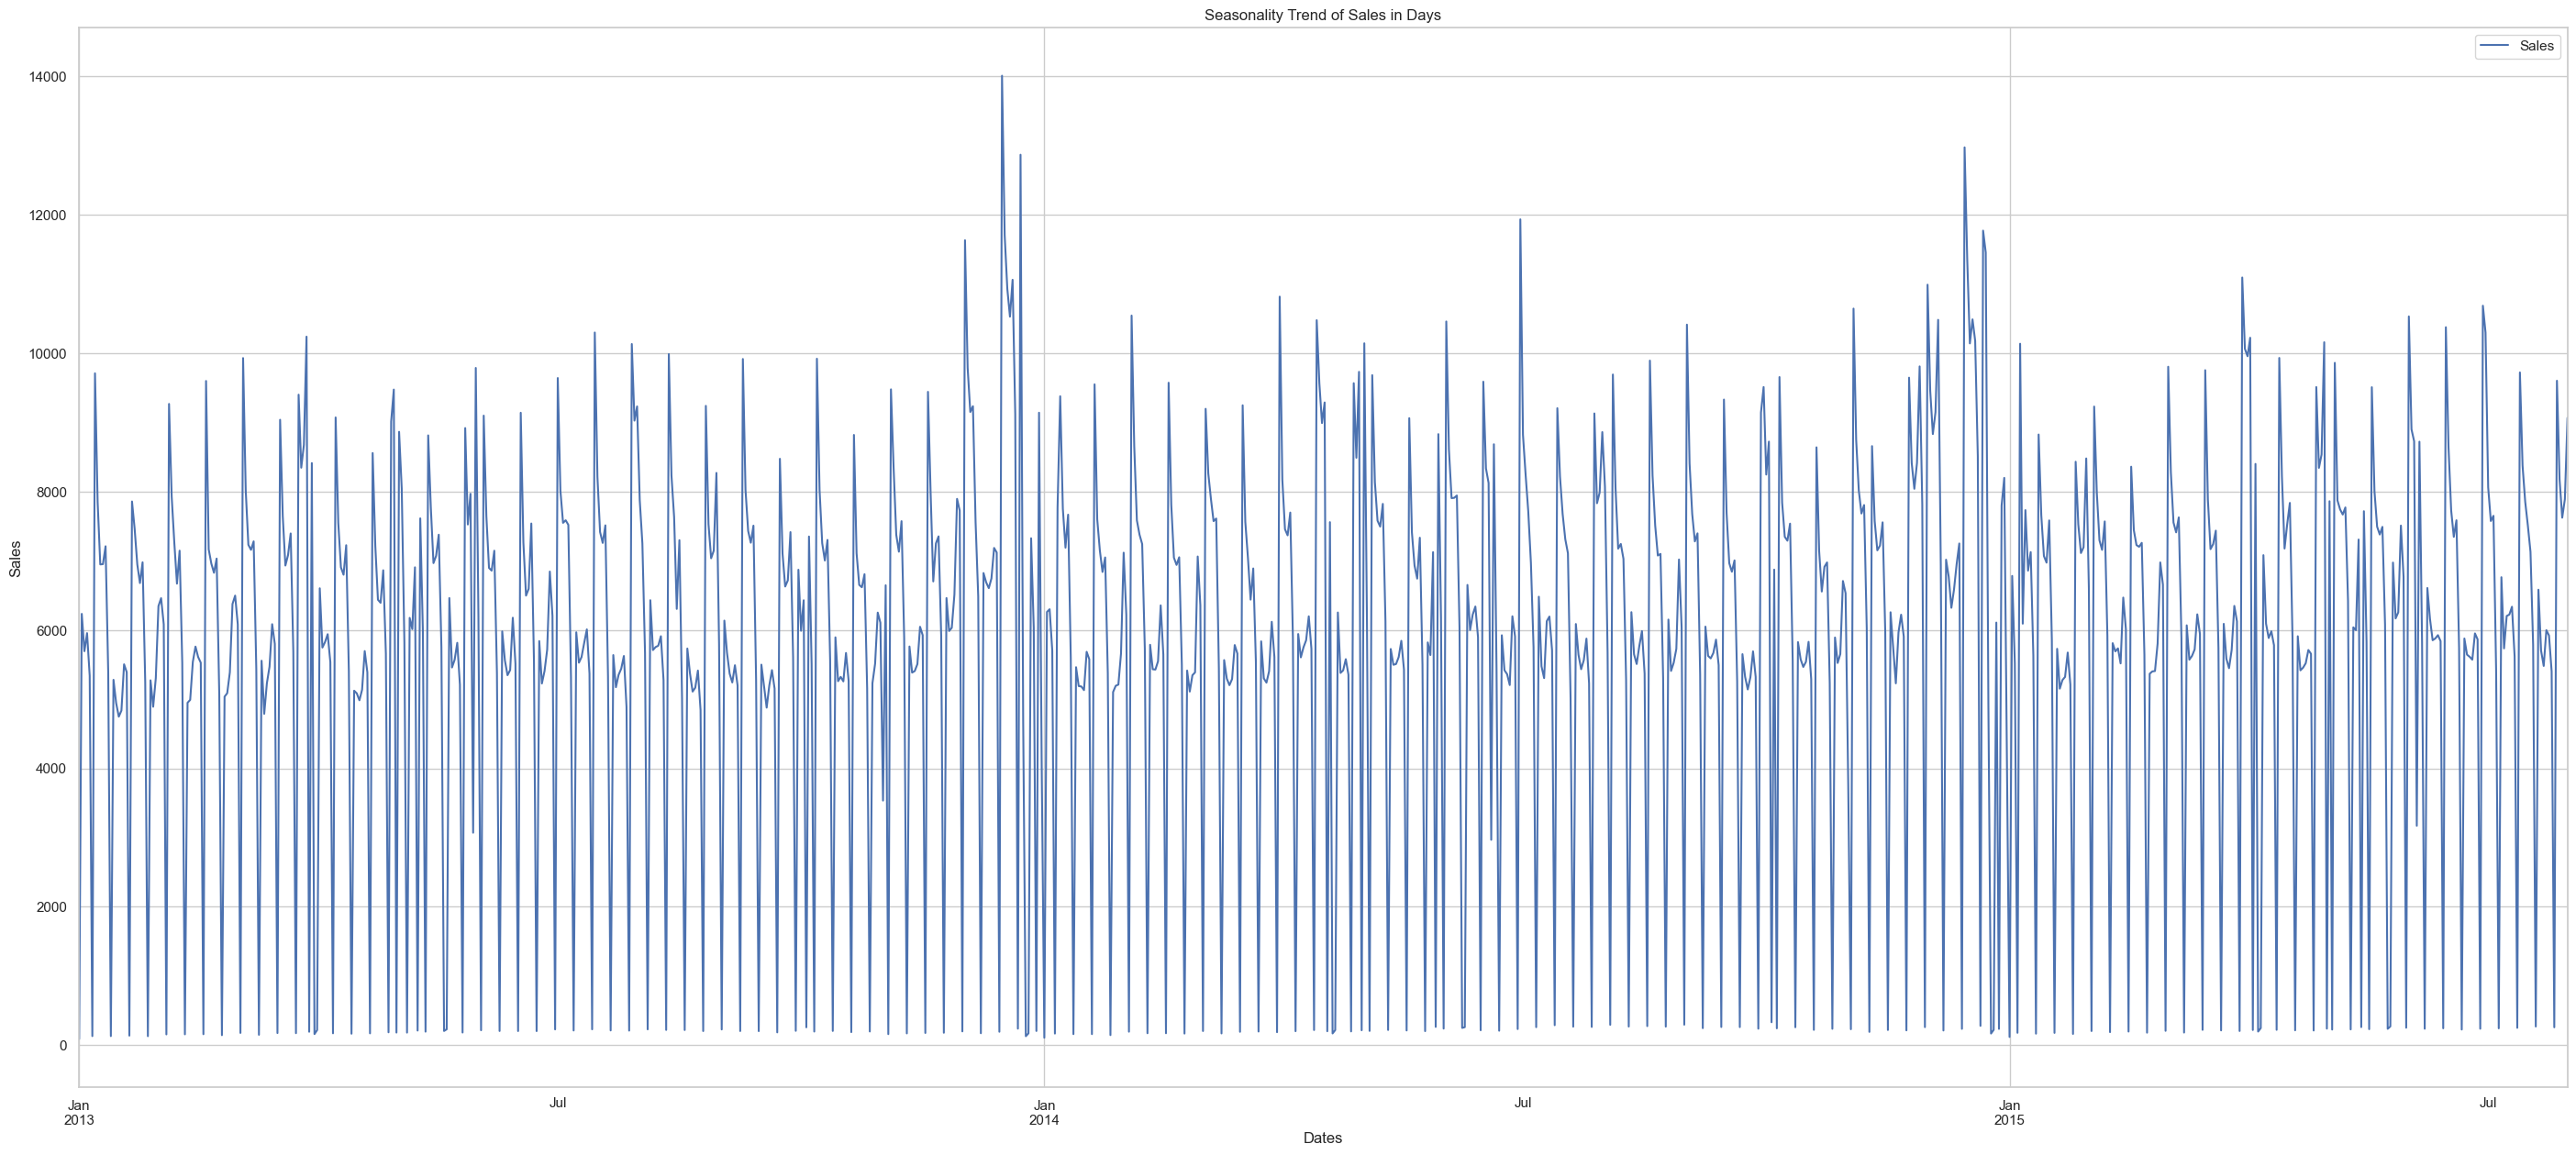 Seasonality Trend of Sales in Days
Sales
14000
12000
10000
8000
6000
4000
2000
0
Sales
Jan
2013
Jul
Jan
2014
Jul
Jan
2015
Jul
Dates